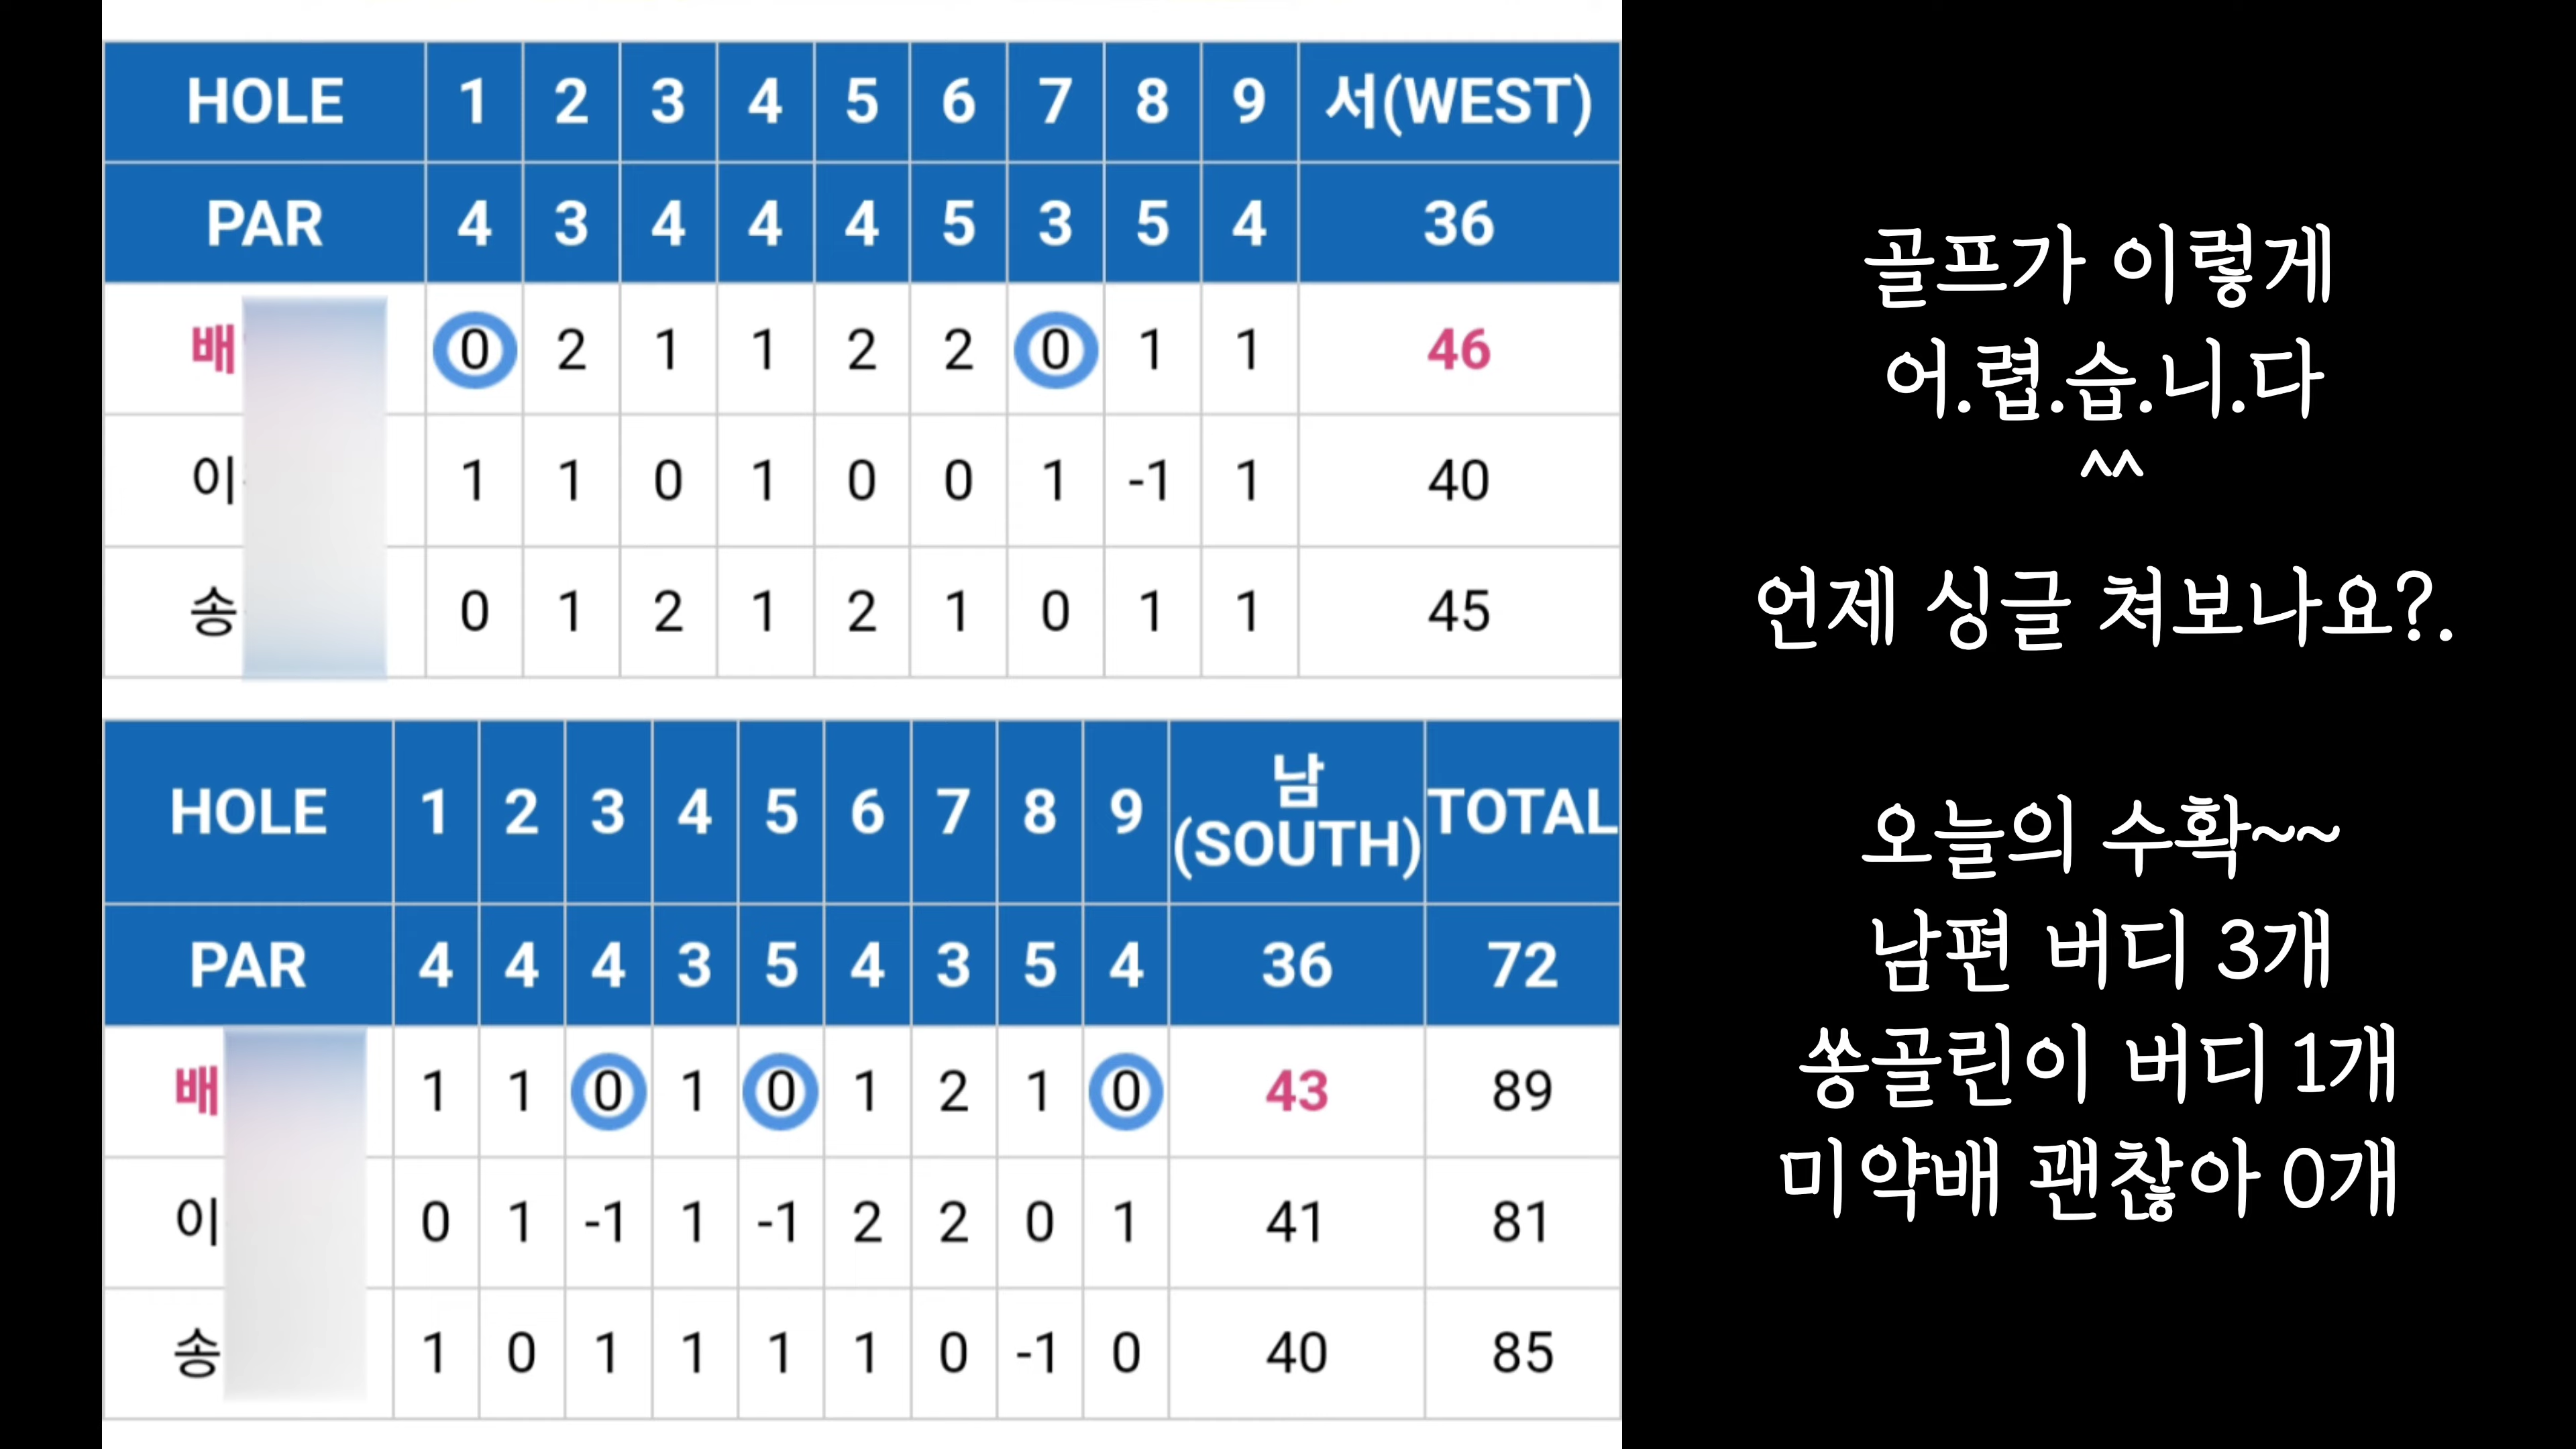 HOLE 1 2 3 4 5 6 7 8 9 서(WEST)
PAR 4 3 4 4 4 5 3 5 4 36
배 0 2 1 1 2 2 0 1 1 46
이 1 1 0 1 0 0 1 -1 1 40
송 0 1 2 1 2 1 0 1 1 45
HOLE 1 2 3 4 5 6 7 8 9 남 (SOUTH) TOTAL
PAR 4 4 4 3 5 4 3 5 4 36 72
배 1 1 0 1 0 1 2 1 0 43 89
이 0 1 -1 1 -1 2 2 0 1 41 81
송 1 0 1 1 1 1 0 -1 0 40 85
골프가 이렇게
어.렵.습.니.다
^^
언제 싱글 쳐보나요?.
오늘의 수확~~
남편 버디 3개
쏭골린이 버디 1개
미약배 괜찮아 0개